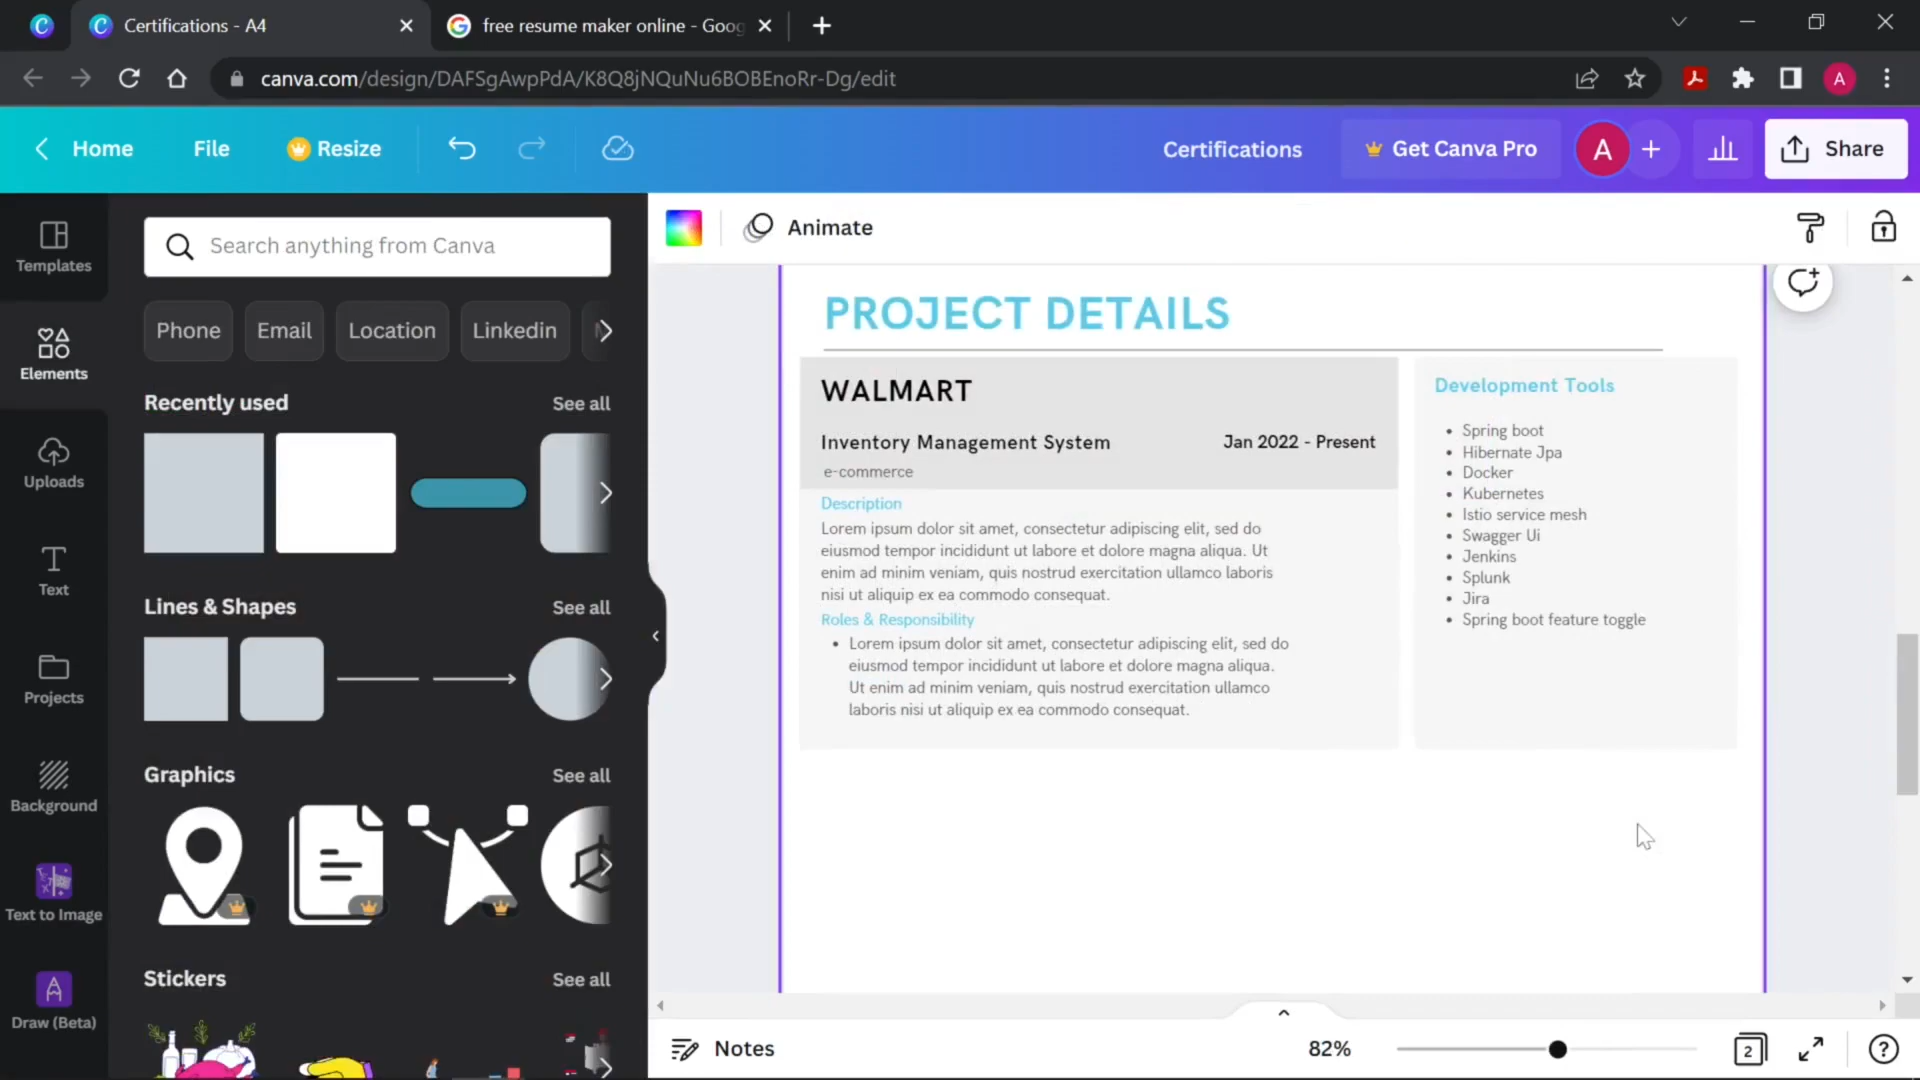 Certifications - A4
free resume maker online - Goog
canva.com/design/DAFSgAwpPdA/K8Q8jNQuNu6BOBEnoRr-Dg/edit
A
Home
File
Resize
Certifications
Get Canva Pro
A
+
Share
Templates
Elements
Uploads
Text
Projects
Background
Text to Image
Draw (Beta)
Search anything from Canva
Phone
Email
Location
Linkedin
Recently used
See all
Lines & Shapes
See all
Graphics
See all
Stickers
See all
Animate
PROJECT DETAILS
WALMART
Inventory Management System
Jan 2022 - Present
e-commerce
Description
Lorem ipsum dolor sit amet, consectetur adipiscing elit, sed do
eiusmod tempor incididunt ut labore et dolore magna aliqua. Ut
enim ad minim veniam, quis nostrud exercitation ullamco laboris
nisi ut aliquip ex ea commodo consequat.
Roles & Responsibility
• Lorem ipsum dolor sit amet, consectetur adipiscing elit, sed do
eiusmod tempor incididunt ut labore et dolore magna aliqua.
Ut enim ad minim veniam, quis nostrud exercitation ullamco
laboris nisi ut aliquip ex ea commodo consequat.
Development Tools
• Spring boot
• Hibernate Jpa
• Docker
• Kubernetes
• Istio service mesh
• Swagger Ui
• Jenkins
• Splunk
• Jira
• Spring boot feature toggle
Notes
82%
2
?